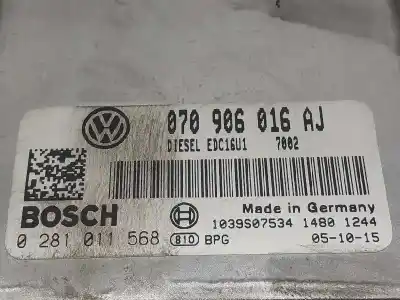 070 906 016 AJ
DIESEL EDC16U1 7002
BOSCH
Made in Germany
1039S07534 1480 1244
0 281 011 568 810 BPG 05-10-15